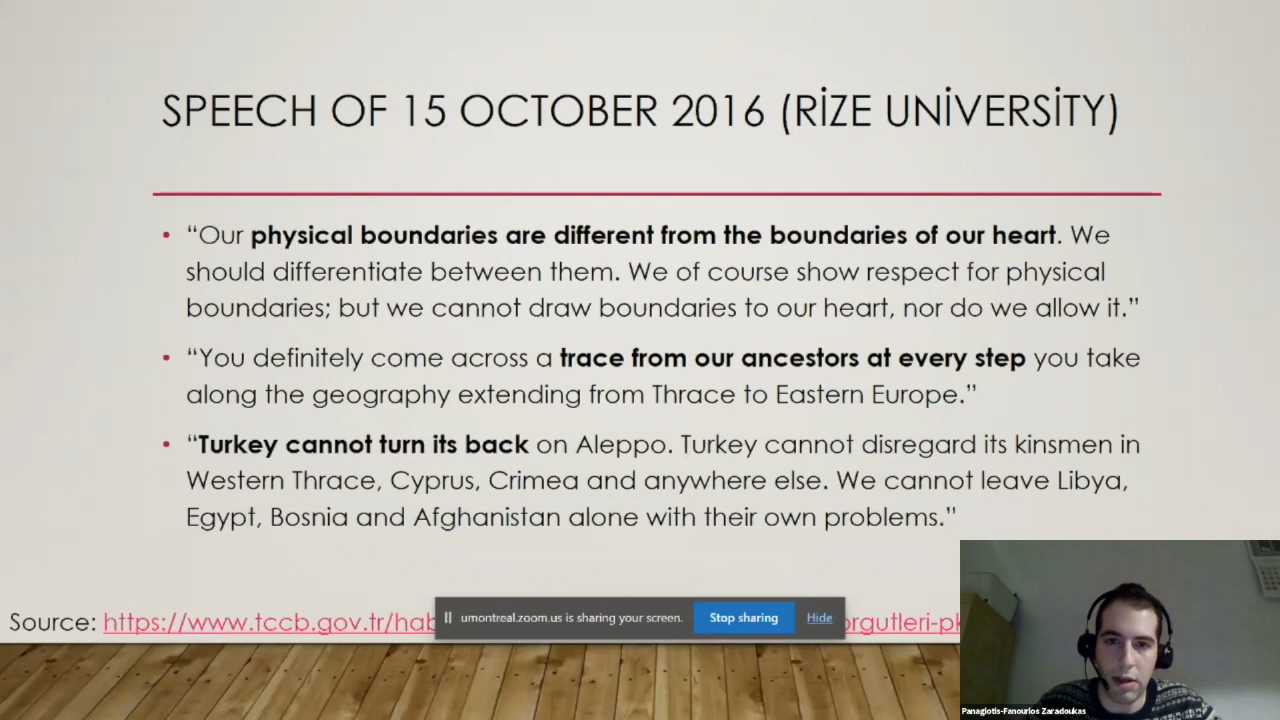 SPEECH OF 15 OCTOBER 2016 (RİZE UNİVERSİTY)
• “Our physical boundaries are different from the boundaries of our heart. We
should differentiate between them. We of course show respect for physical
boundaries; but we cannot draw boundaries to our heart, nor do we allow it.”
• “You definitely come across a trace from our ancestors at every step you take
along the geography extending from Thrace to Eastern Europe.”
• “Turkey cannot turn its back on Aleppo. Turkey cannot disregard its kinsmen in
Western Thrace, Cyprus, Crimea and anywhere else. We cannot leave Libya,
Egypt, Bosnia and Afghanistan alone with their own problems.”
Source: https://www.tccb.gov.tr/hab orgutleri-pk
umontreal.zoom.us is sharing your screen. Stop sharing Hide
Panagiotis-Fanourios Zaradoukas